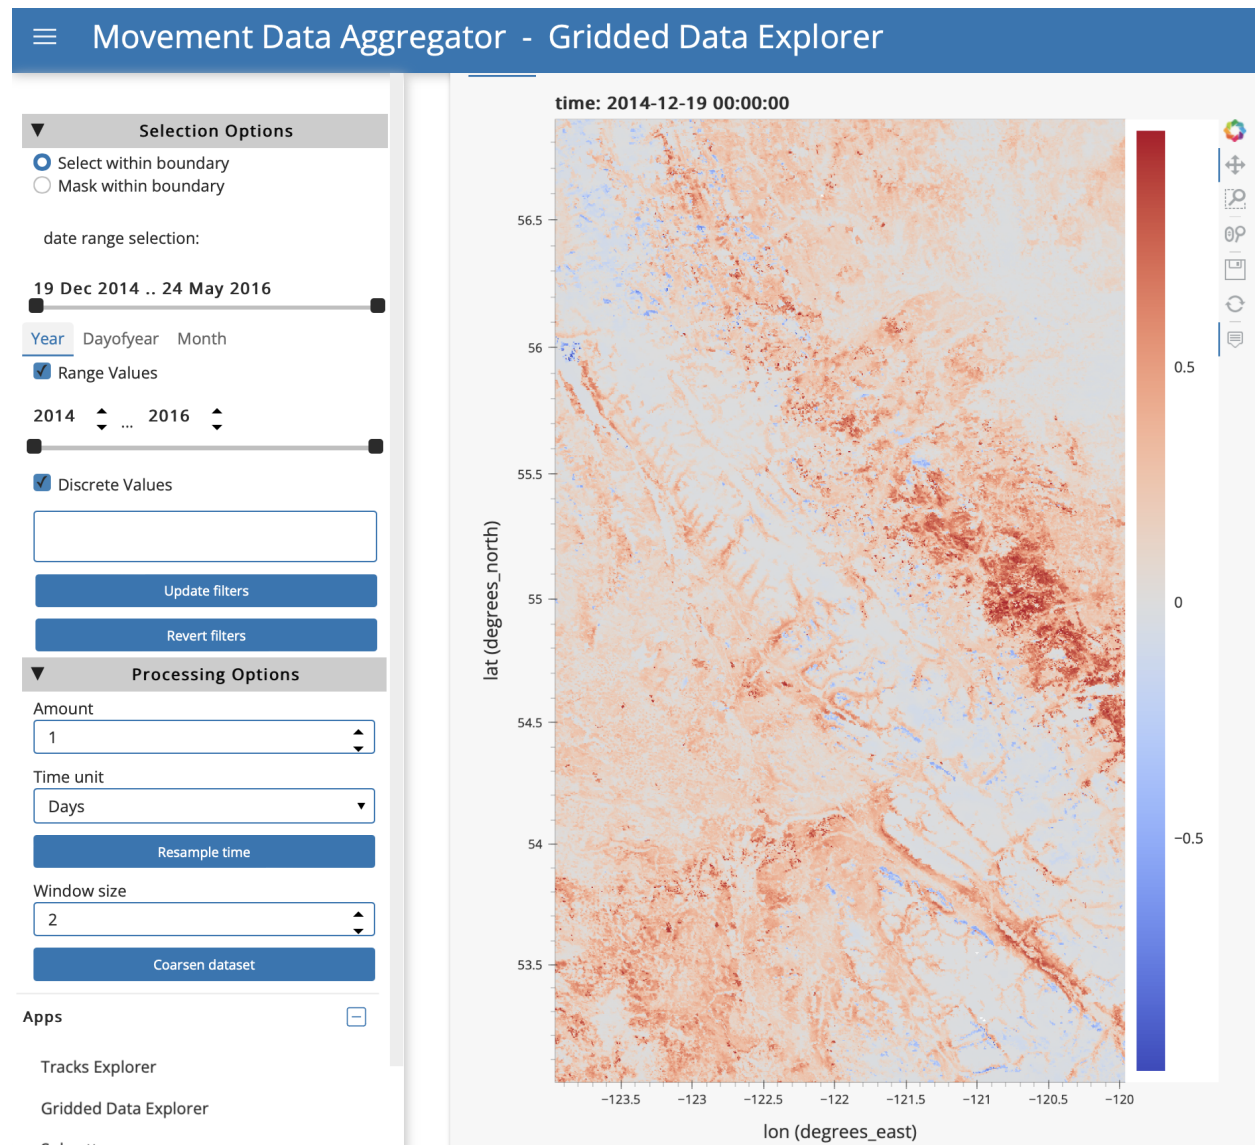 Movement Data Aggregator - Gridded Data Explorer
Selection Options
Select within boundary
Mask within boundary
date range selection:
19 Dec 2014 .. 24 May 2016
Year Dayofyear Month
Range Values
2014 ... 2016
Discrete Values
Update filters
Revert filters
Processing Options
Amount
1
Time unit
Days
Resample time
Window size
2
Coarsen dataset
Apps
Tracks Explorer
Gridded Data Explorer
time: 2014-12-19 00:00:00
lat (degrees_north)
56.5
56
55.5
55
54.5
54
53.5
−123.5 −123 −122.5 −122 −121.5 −121 −120.5 −120
lon (degrees_east)
0.5
0
−0.5